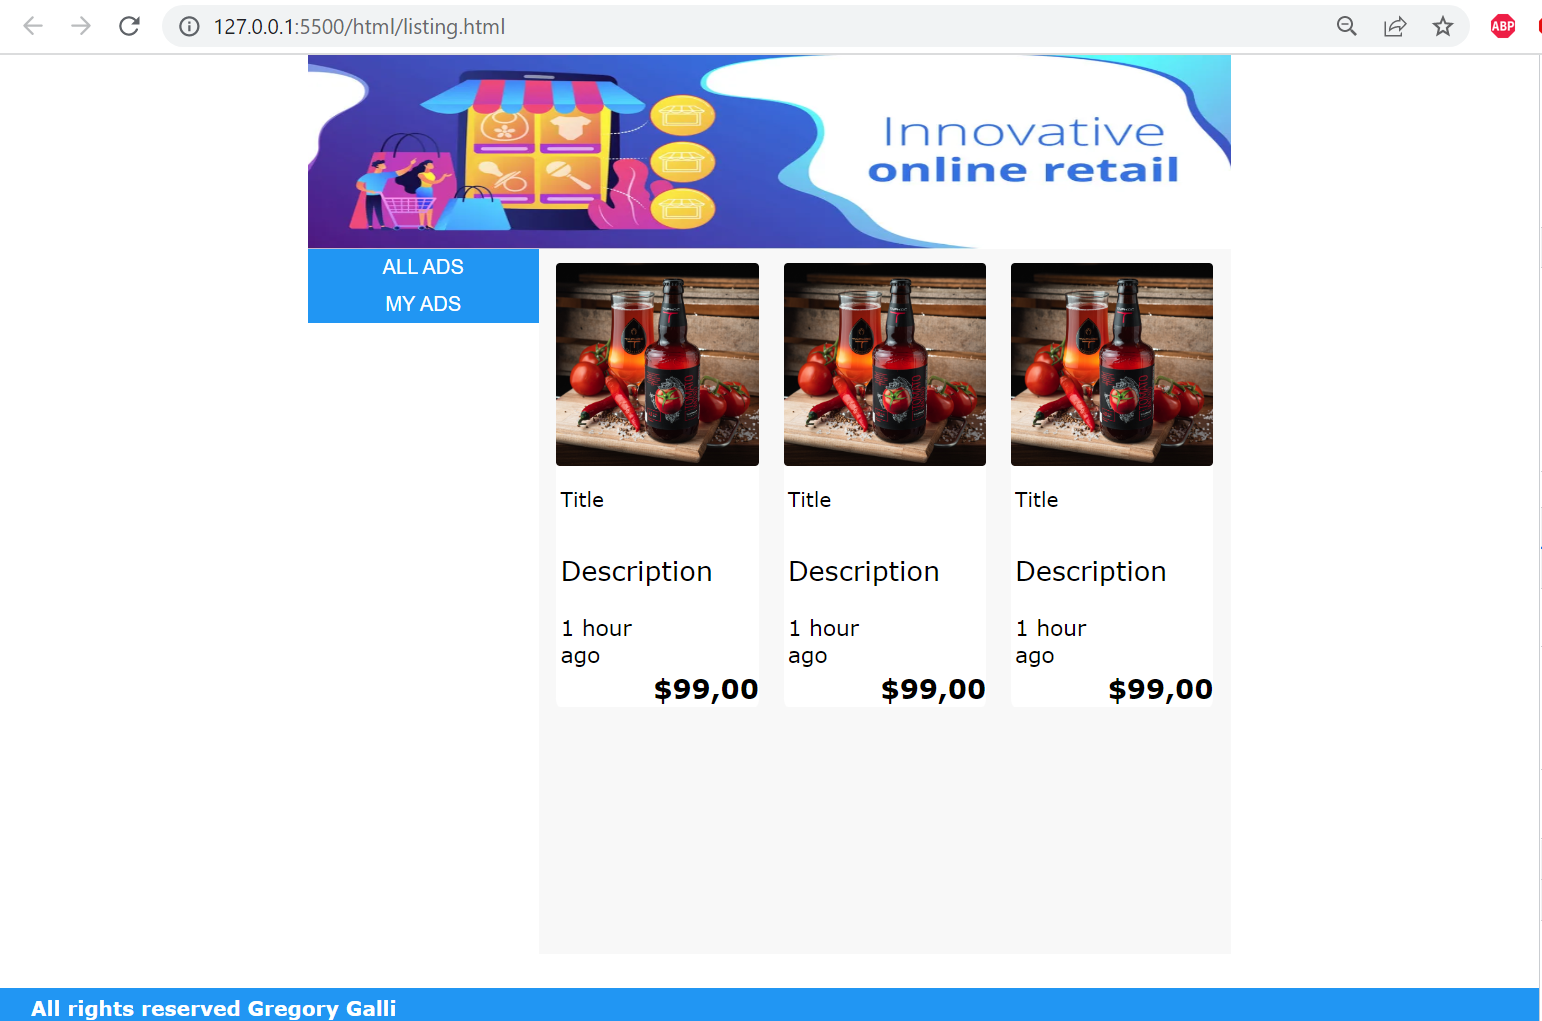 127.0.0.1:5500/html/listing.html
ABP
Innovative
online retail
ALL ADS
MY ADS
Title
Title
Title
Description
Description
Description
1 hour
ago
1 hour
ago
1 hour
ago
$99,00
$99,00
$99,00
All rights reserved Gregory Galli